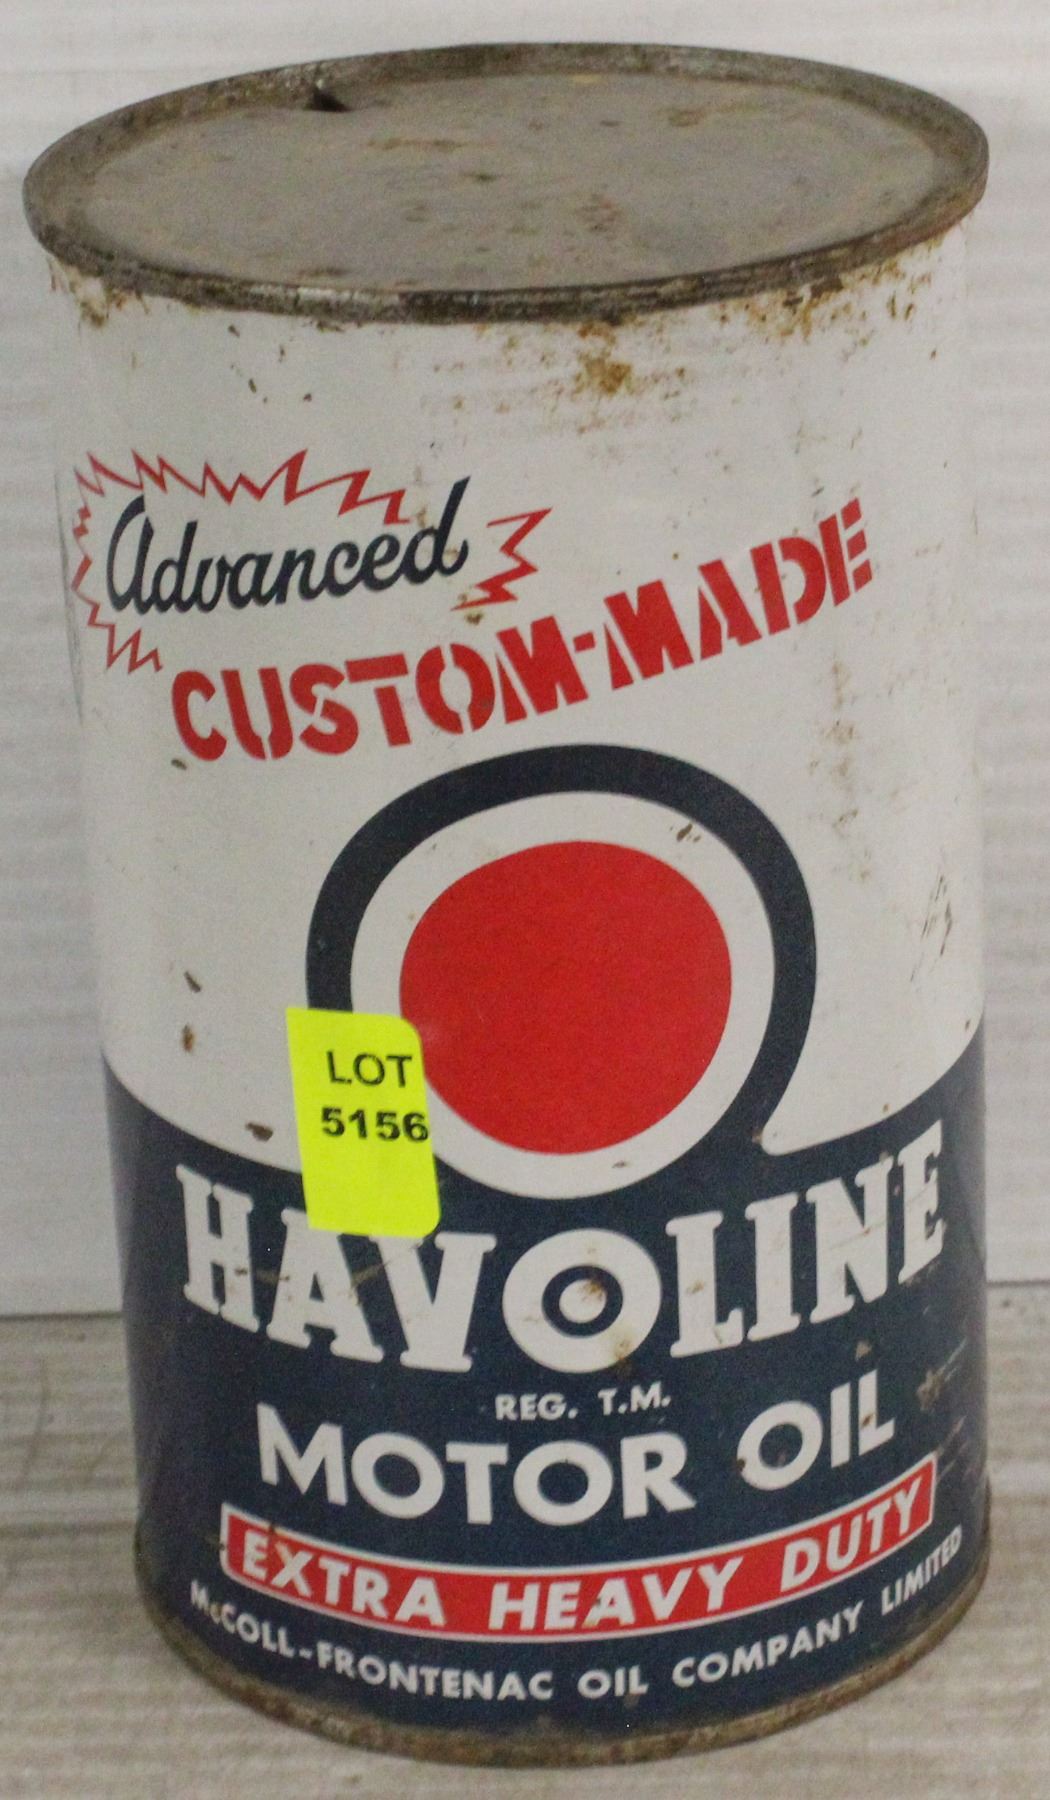 Advanced
CUSTOM-MADE
LOT
5156
HAVOLINE
REG. T.M.
MOTOR OIL
EXTRA HEAVY DUTY
McCOLL-FRONTENAC OIL COMPANY LIMITED